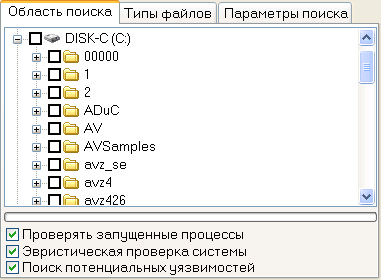 Область поиска Типы файлов Параметры поиска
DISK-C (C:)
00000
1
2
ADuC
AV
AVSamples
avz_se
avz4
avz426
Проверять запущенные процессы
Эвристическая проверка системы
Поиск потенциальных уязвимостей